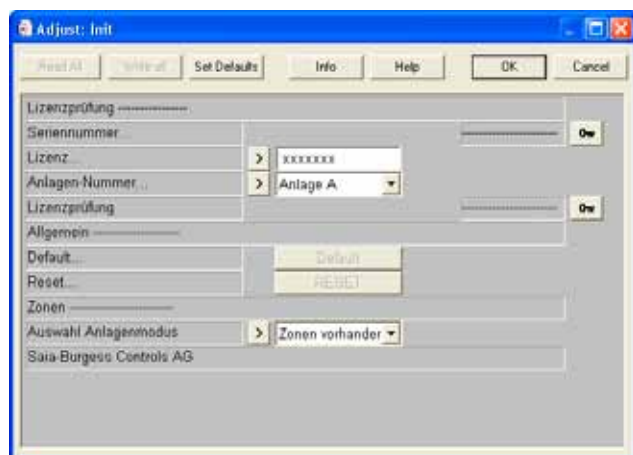 Adjust: Init
Read All Write all Set Defaults Info Help OK Cancel
Lizenzprüfung ----------------
Seriennummer...
Lizenz... > xxxxxxx
Anlagen-Nummer... > Anlage A
Lizenzprüfung
Allgemein --------------------
Default... Default
Reset... RESET
Zonen ------------------------
Auswahl Anlagenmodus > Zonen vorhander
Saia-Burgess Controls AG